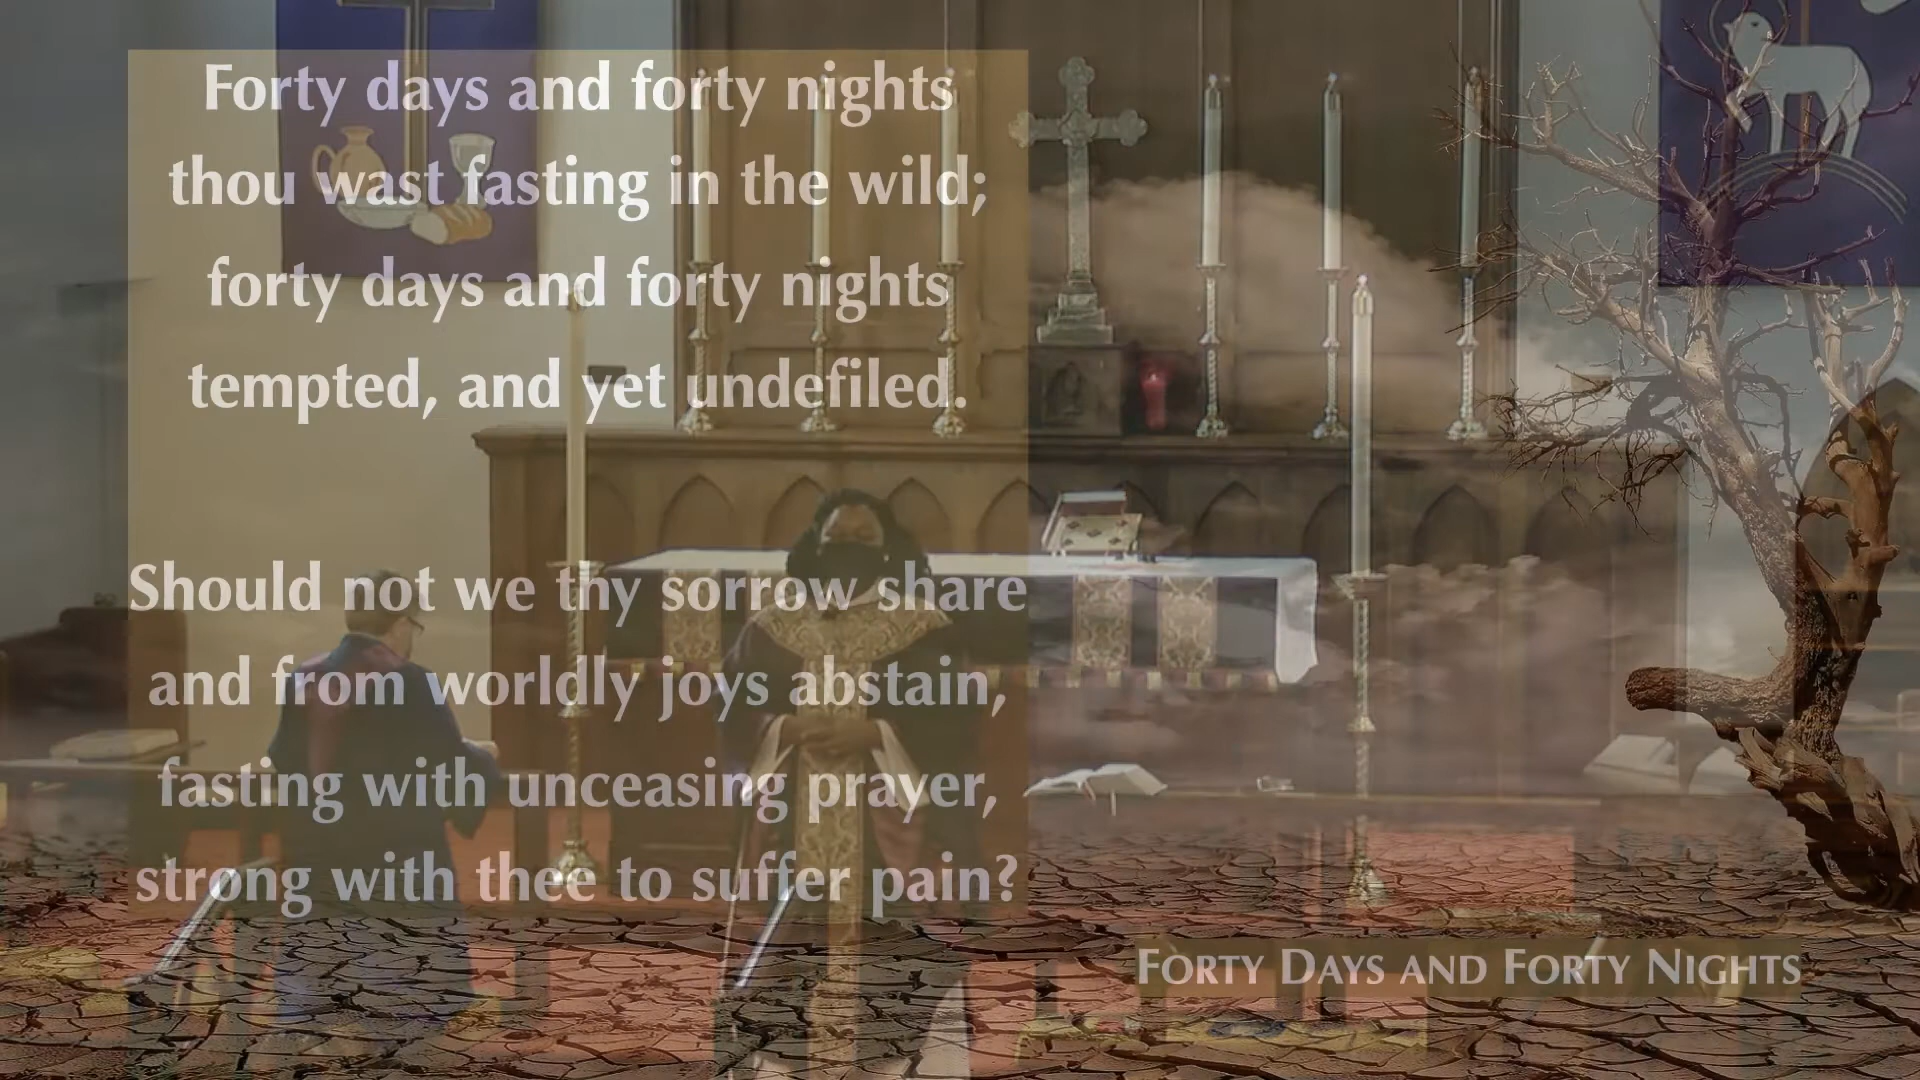 Forty days and forty nights
thou wast fasting in the wild;
forty days and forty nights
tempted, and yet undefiled.
Should not we thy sorrow share
and from worldly joys abstain,
fasting with unceasing prayer,
strong with thee to suffer pain?
Forty Days and Forty Nights